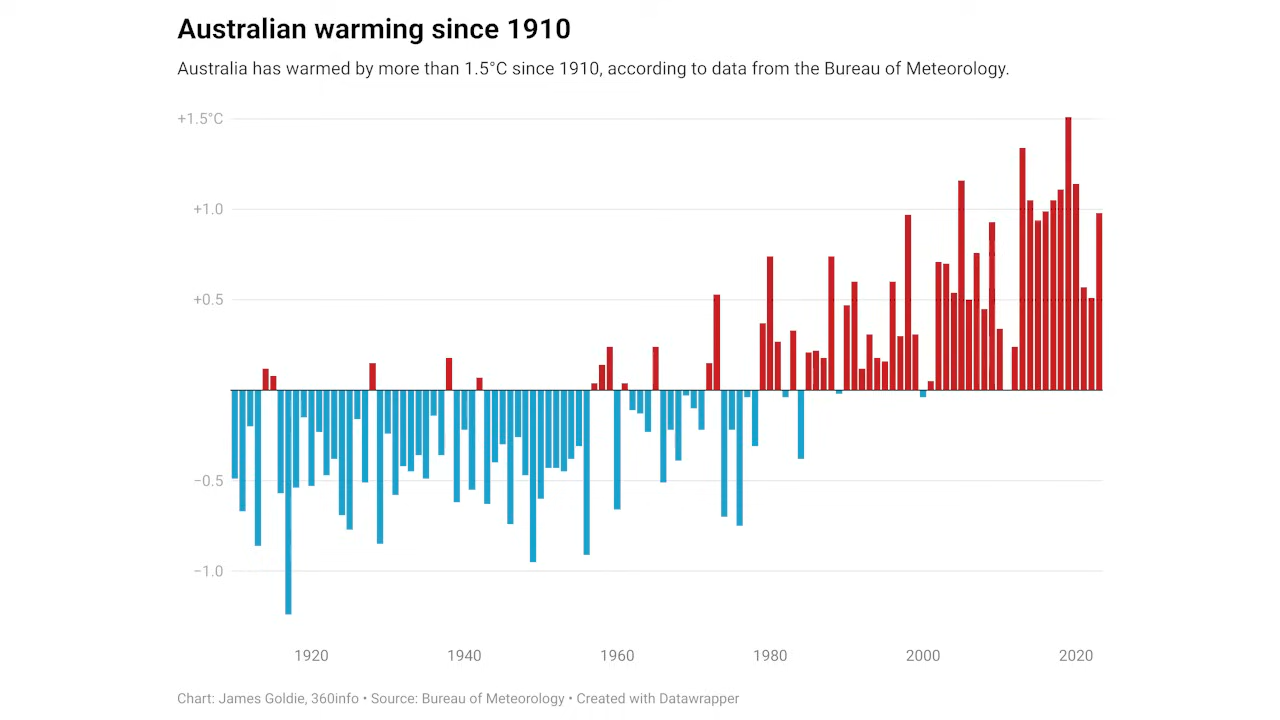 Australian warming since 1910
Australia has warmed by more than 1.5°C since 1910, according to data from the Bureau of Meteorology.
+1.5°C
+1.0
+0.5
−0.5
−1.0
1920 1940 1960 1980 2000 2020
Chart: James Goldie, 360info • Source: Bureau of Meteorology • Created with Datawrapper